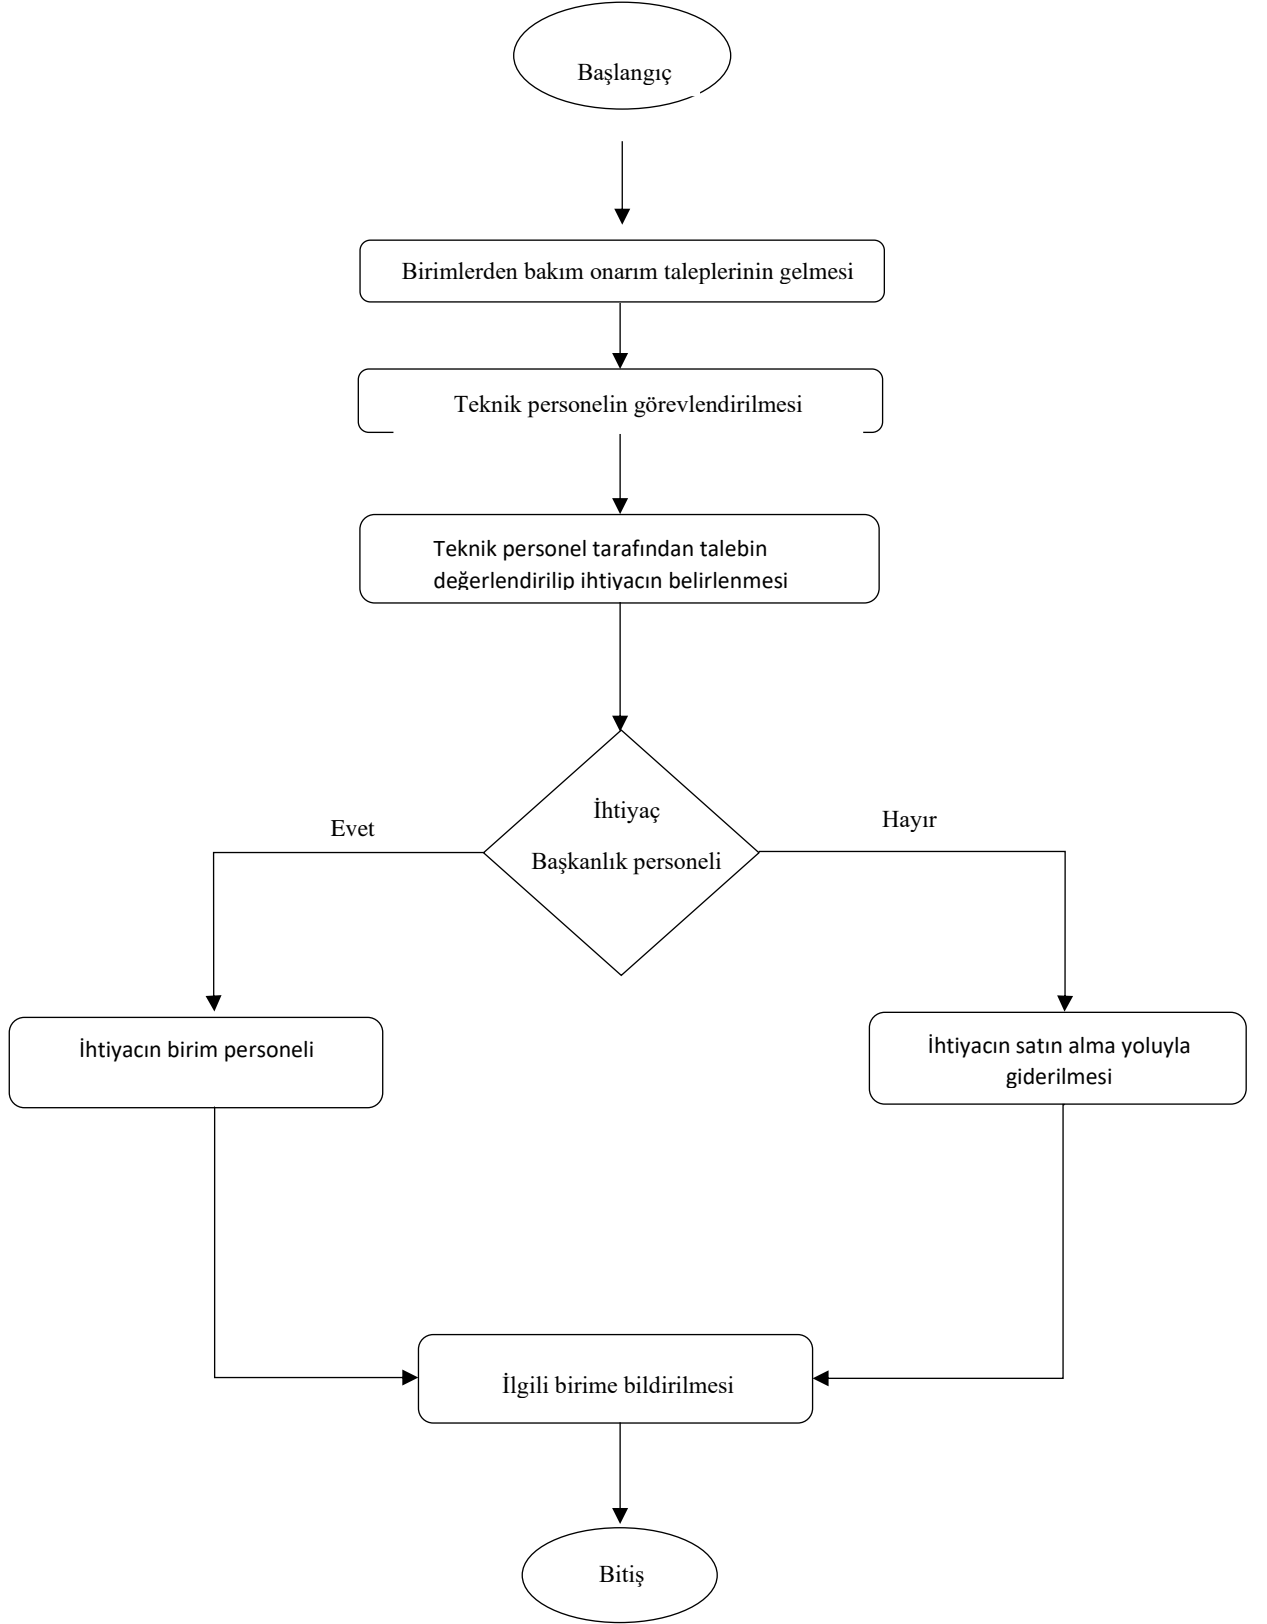 Başlangıç
Birimlerden bakım onarım taleplerinin gelmesi
Teknik personelin görevlendirilmesi
Teknik personel tarafından talebin
değerlendirilip ihtiyacın belirlenmesi
İhtiyaç
Başkanlık personeli
Evet
Hayır
İhtiyacın birim personeli
İhtiyacın satın alma yoluyla
giderilmesi
İlgili birime bildirilmesi
Bitiş